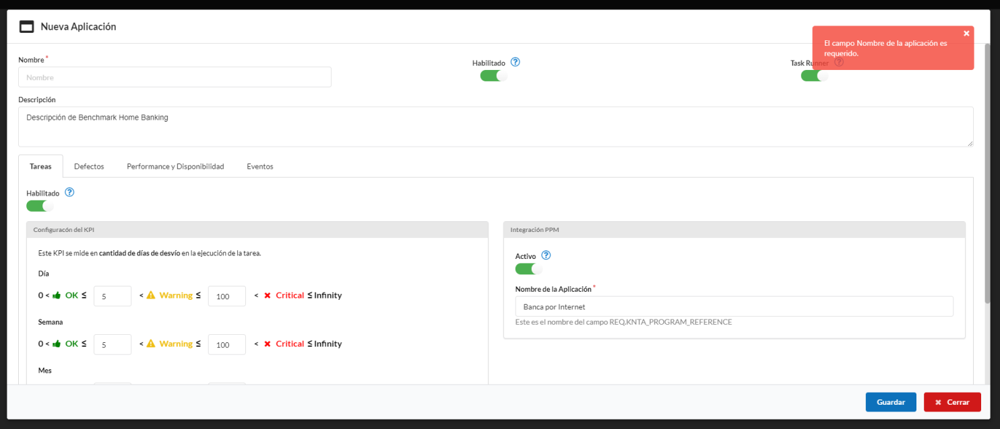 Nueva Aplicación
El campo Nombre de la aplicación es
requerido.
Nombre *
Nombre
Habilitado
Task Runner
Descripción
Descripción de Benchmark Home Banking
Tareas Defectos Performance y Disponibilidad Eventos
Habilitado
Configuracón del KPI
Este KPI se mide en cantidad de días de desvío en la ejecución de la tarea.
Día
0 < OK ≤ 5 < Warning ≤ 100 < Critical ≤ Infinity
Semana
0 < OK ≤ 5 < Warning ≤ 100 < Critical ≤ Infinity
Mes
Integración PPM
Activo
Nombre de la Aplicación *
Banca por Internet
Este es el nombre del campo REQ.KNTA_PROGRAM_REFERENCE
Guardar
Cerrar